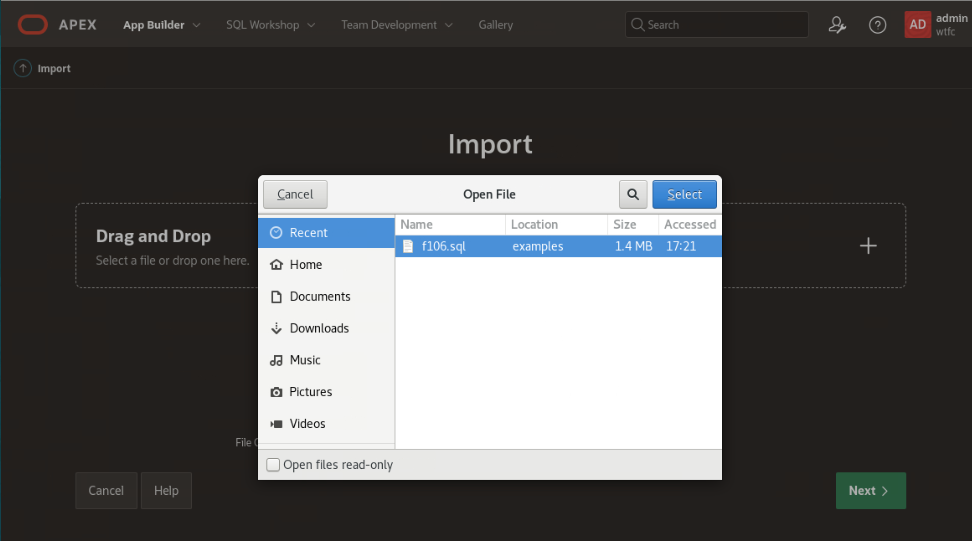 APEX App Builder SQL Workshop Team Development Gallery Search AD admin
wtfc
Import
Import
Cancel Open File Select
Drag and Drop
Select a file or drop one here.
Recent
Home
Documents
Downloads
Music
Pictures
Videos
Name Location Size Accessed
f106.sql examples 1.4 MB 17:21
File
Open files read-only
Cancel Help Next